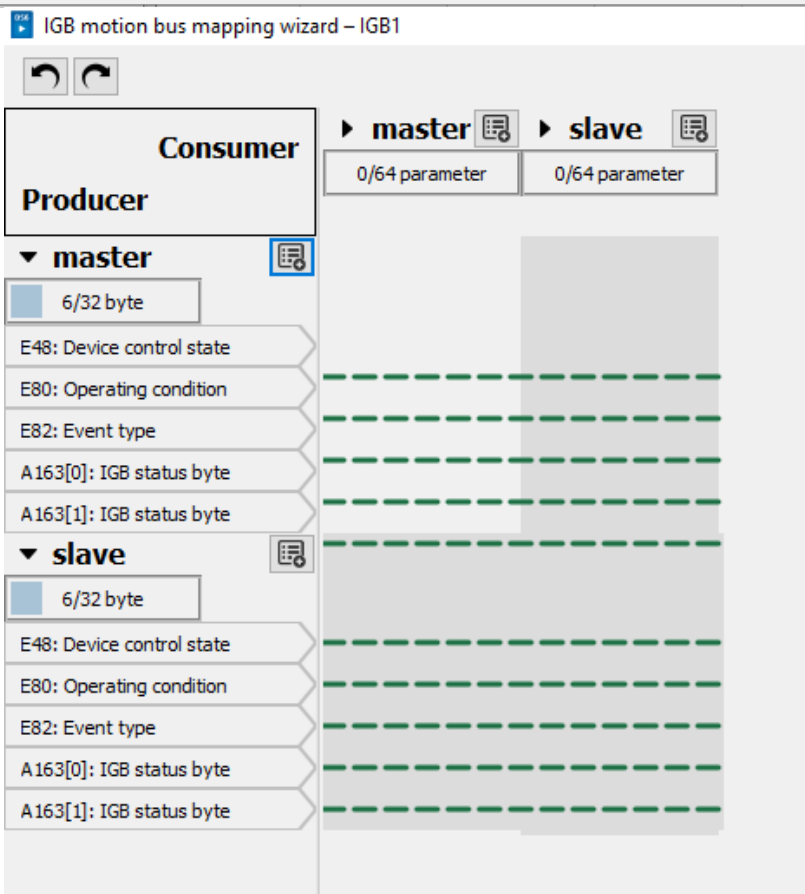 DS6
IGB motion bus mapping wizard – IGB1
Consumer
Producer
master
0/64 parameter
slave
0/64 parameter
master
6/32 byte
E48: Device control state
E80: Operating condition
E82: Event type
A163[0]: IGB status byte
A163[1]: IGB status byte
slave
6/32 byte
E48: Device control state
E80: Operating condition
E82: Event type
A163[0]: IGB status byte
A163[1]: IGB status byte